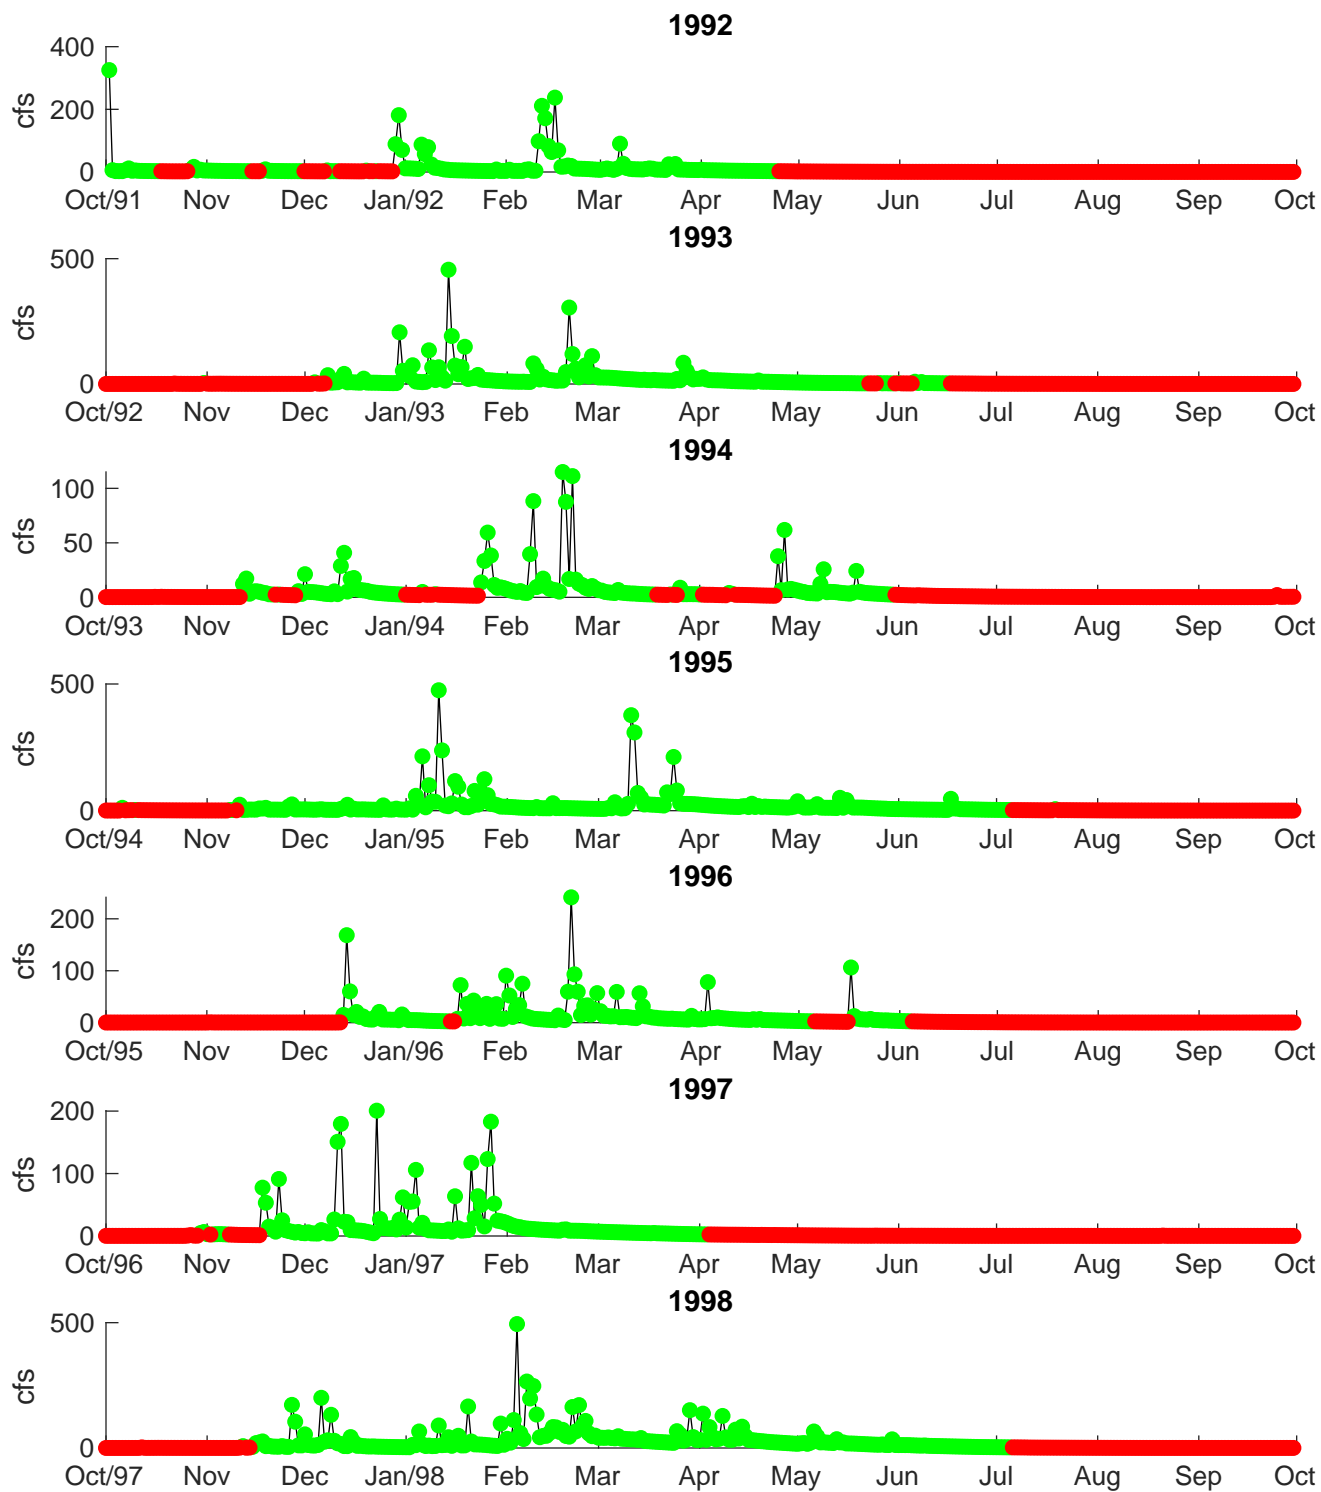 1992
400
200
0
cfs
Oct/91 Nov Dec Jan/92 Feb Mar Apr May Jun Jul Aug Sep Oct
1993
500
0
cfs
Oct/92 Nov Dec Jan/93 Feb Mar Apr May Jun Jul Aug Sep Oct
1994
100
50
0
cfs
Oct/93 Nov Dec Jan/94 Feb Mar Apr May Jun Jul Aug Sep Oct
1995
500
0
cfs
Oct/94 Nov Dec Jan/95 Feb Mar Apr May Jun Jul Aug Sep Oct
1996
200
100
0
cfs
Oct/95 Nov Dec Jan/96 Feb Mar Apr May Jun Jul Aug Sep Oct
1997
200
100
0
cfs
Oct/96 Nov Dec Jan/97 Feb Mar Apr May Jun Jul Aug Sep Oct
1998
500
0
cfs
Oct/97 Nov Dec Jan/98 Feb Mar Apr May Jun Jul Aug Sep Oct